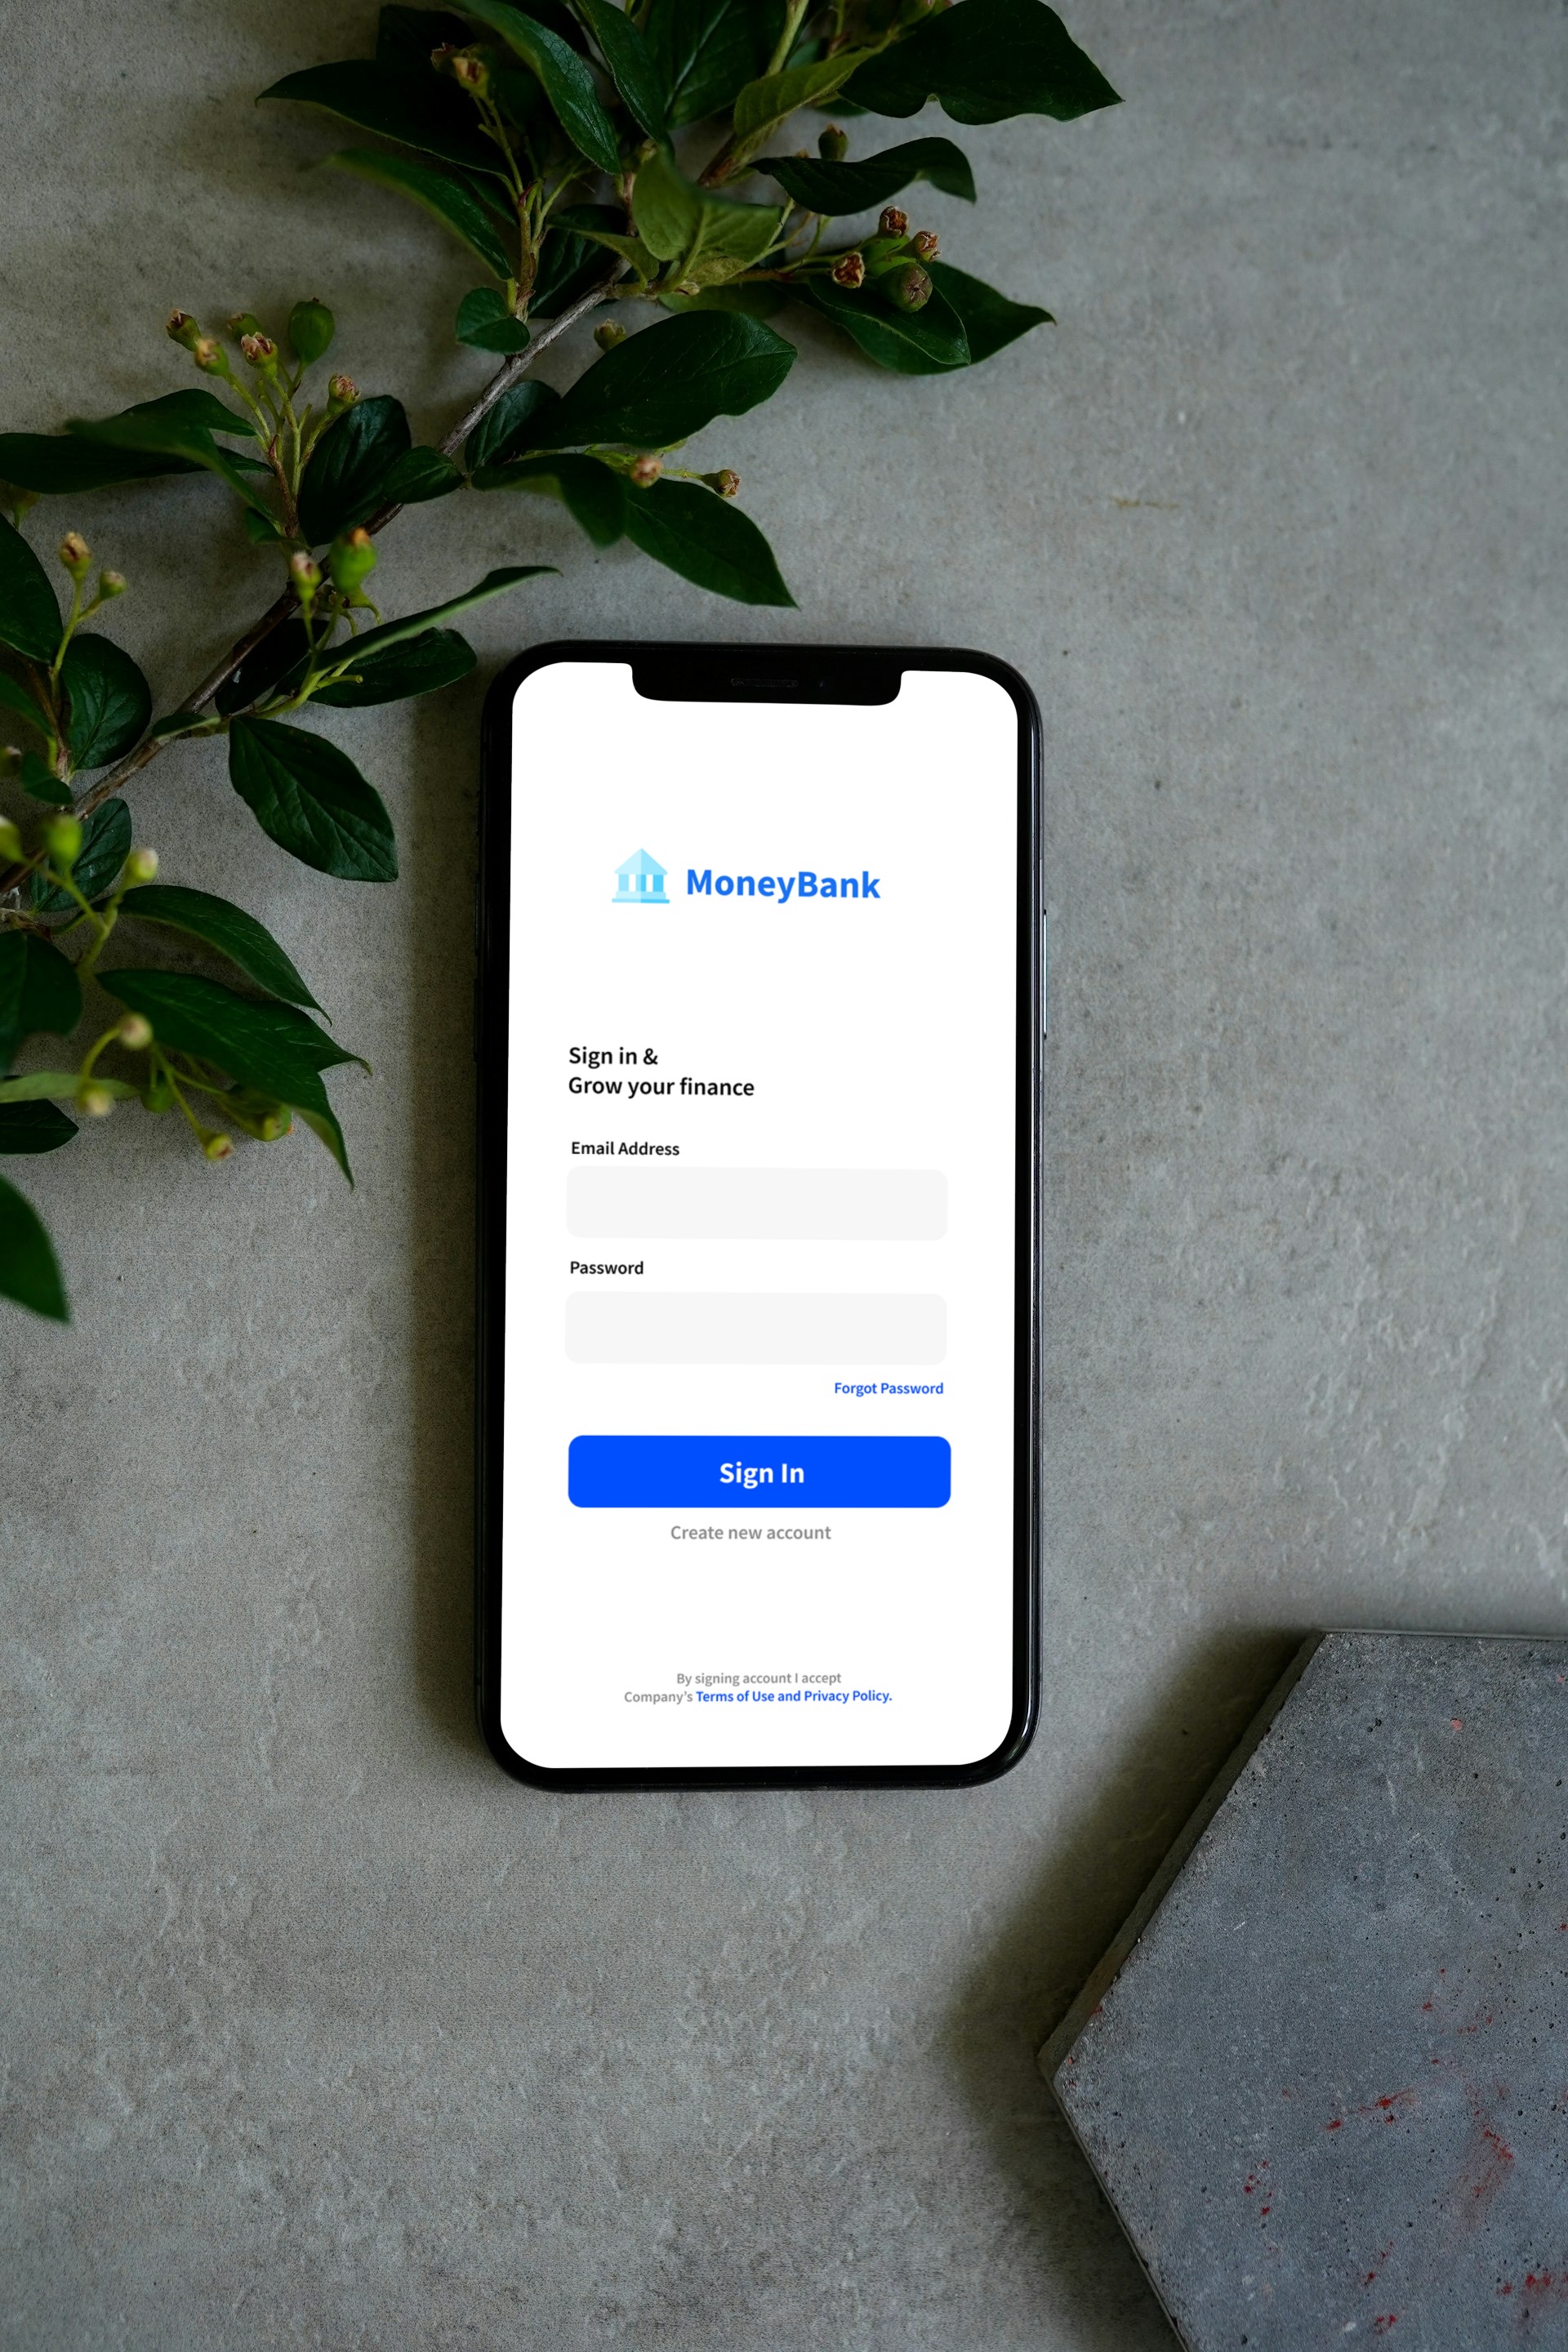 MoneyBank
Sign in &
Grow your finance
Email Address
Password
Forgot Password
Sign In
Create new account
By signing account I accept
Company's Terms of Use and Privacy Policy.